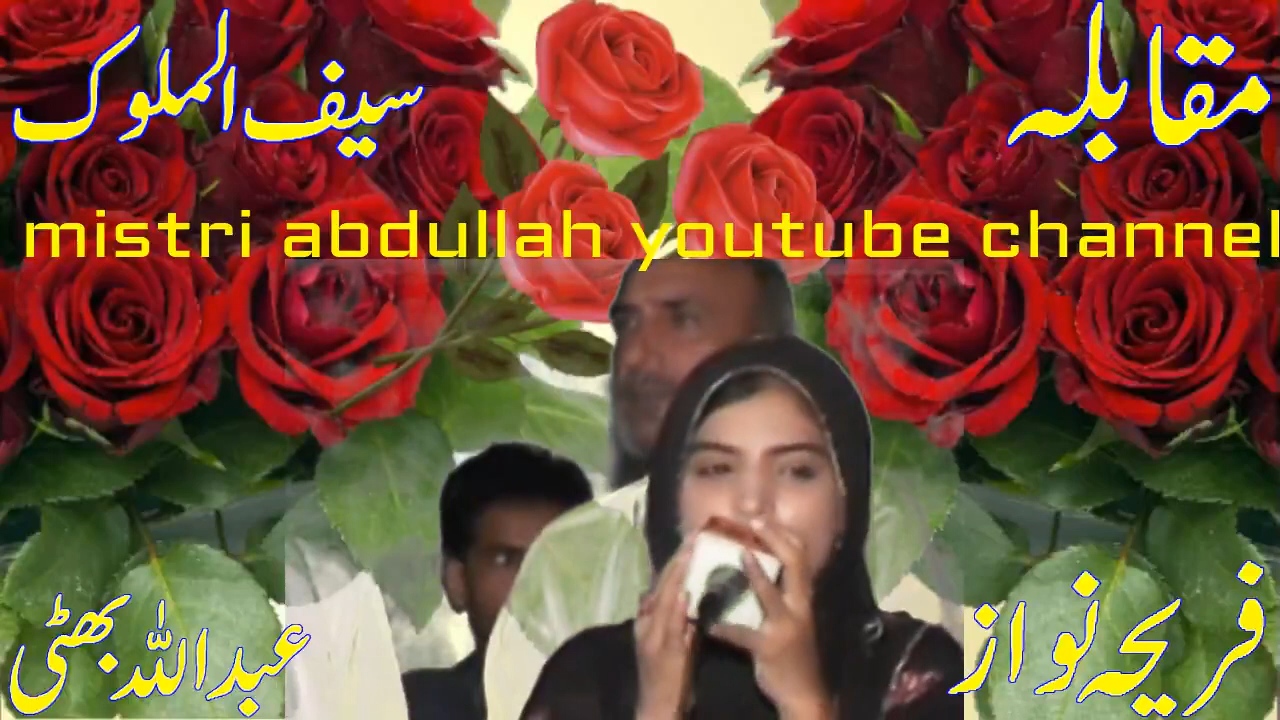 مقابلہ
سیف الملوک
mistri abdullah youtube channel
فریحہ نواز
عبداللہ بھٹی